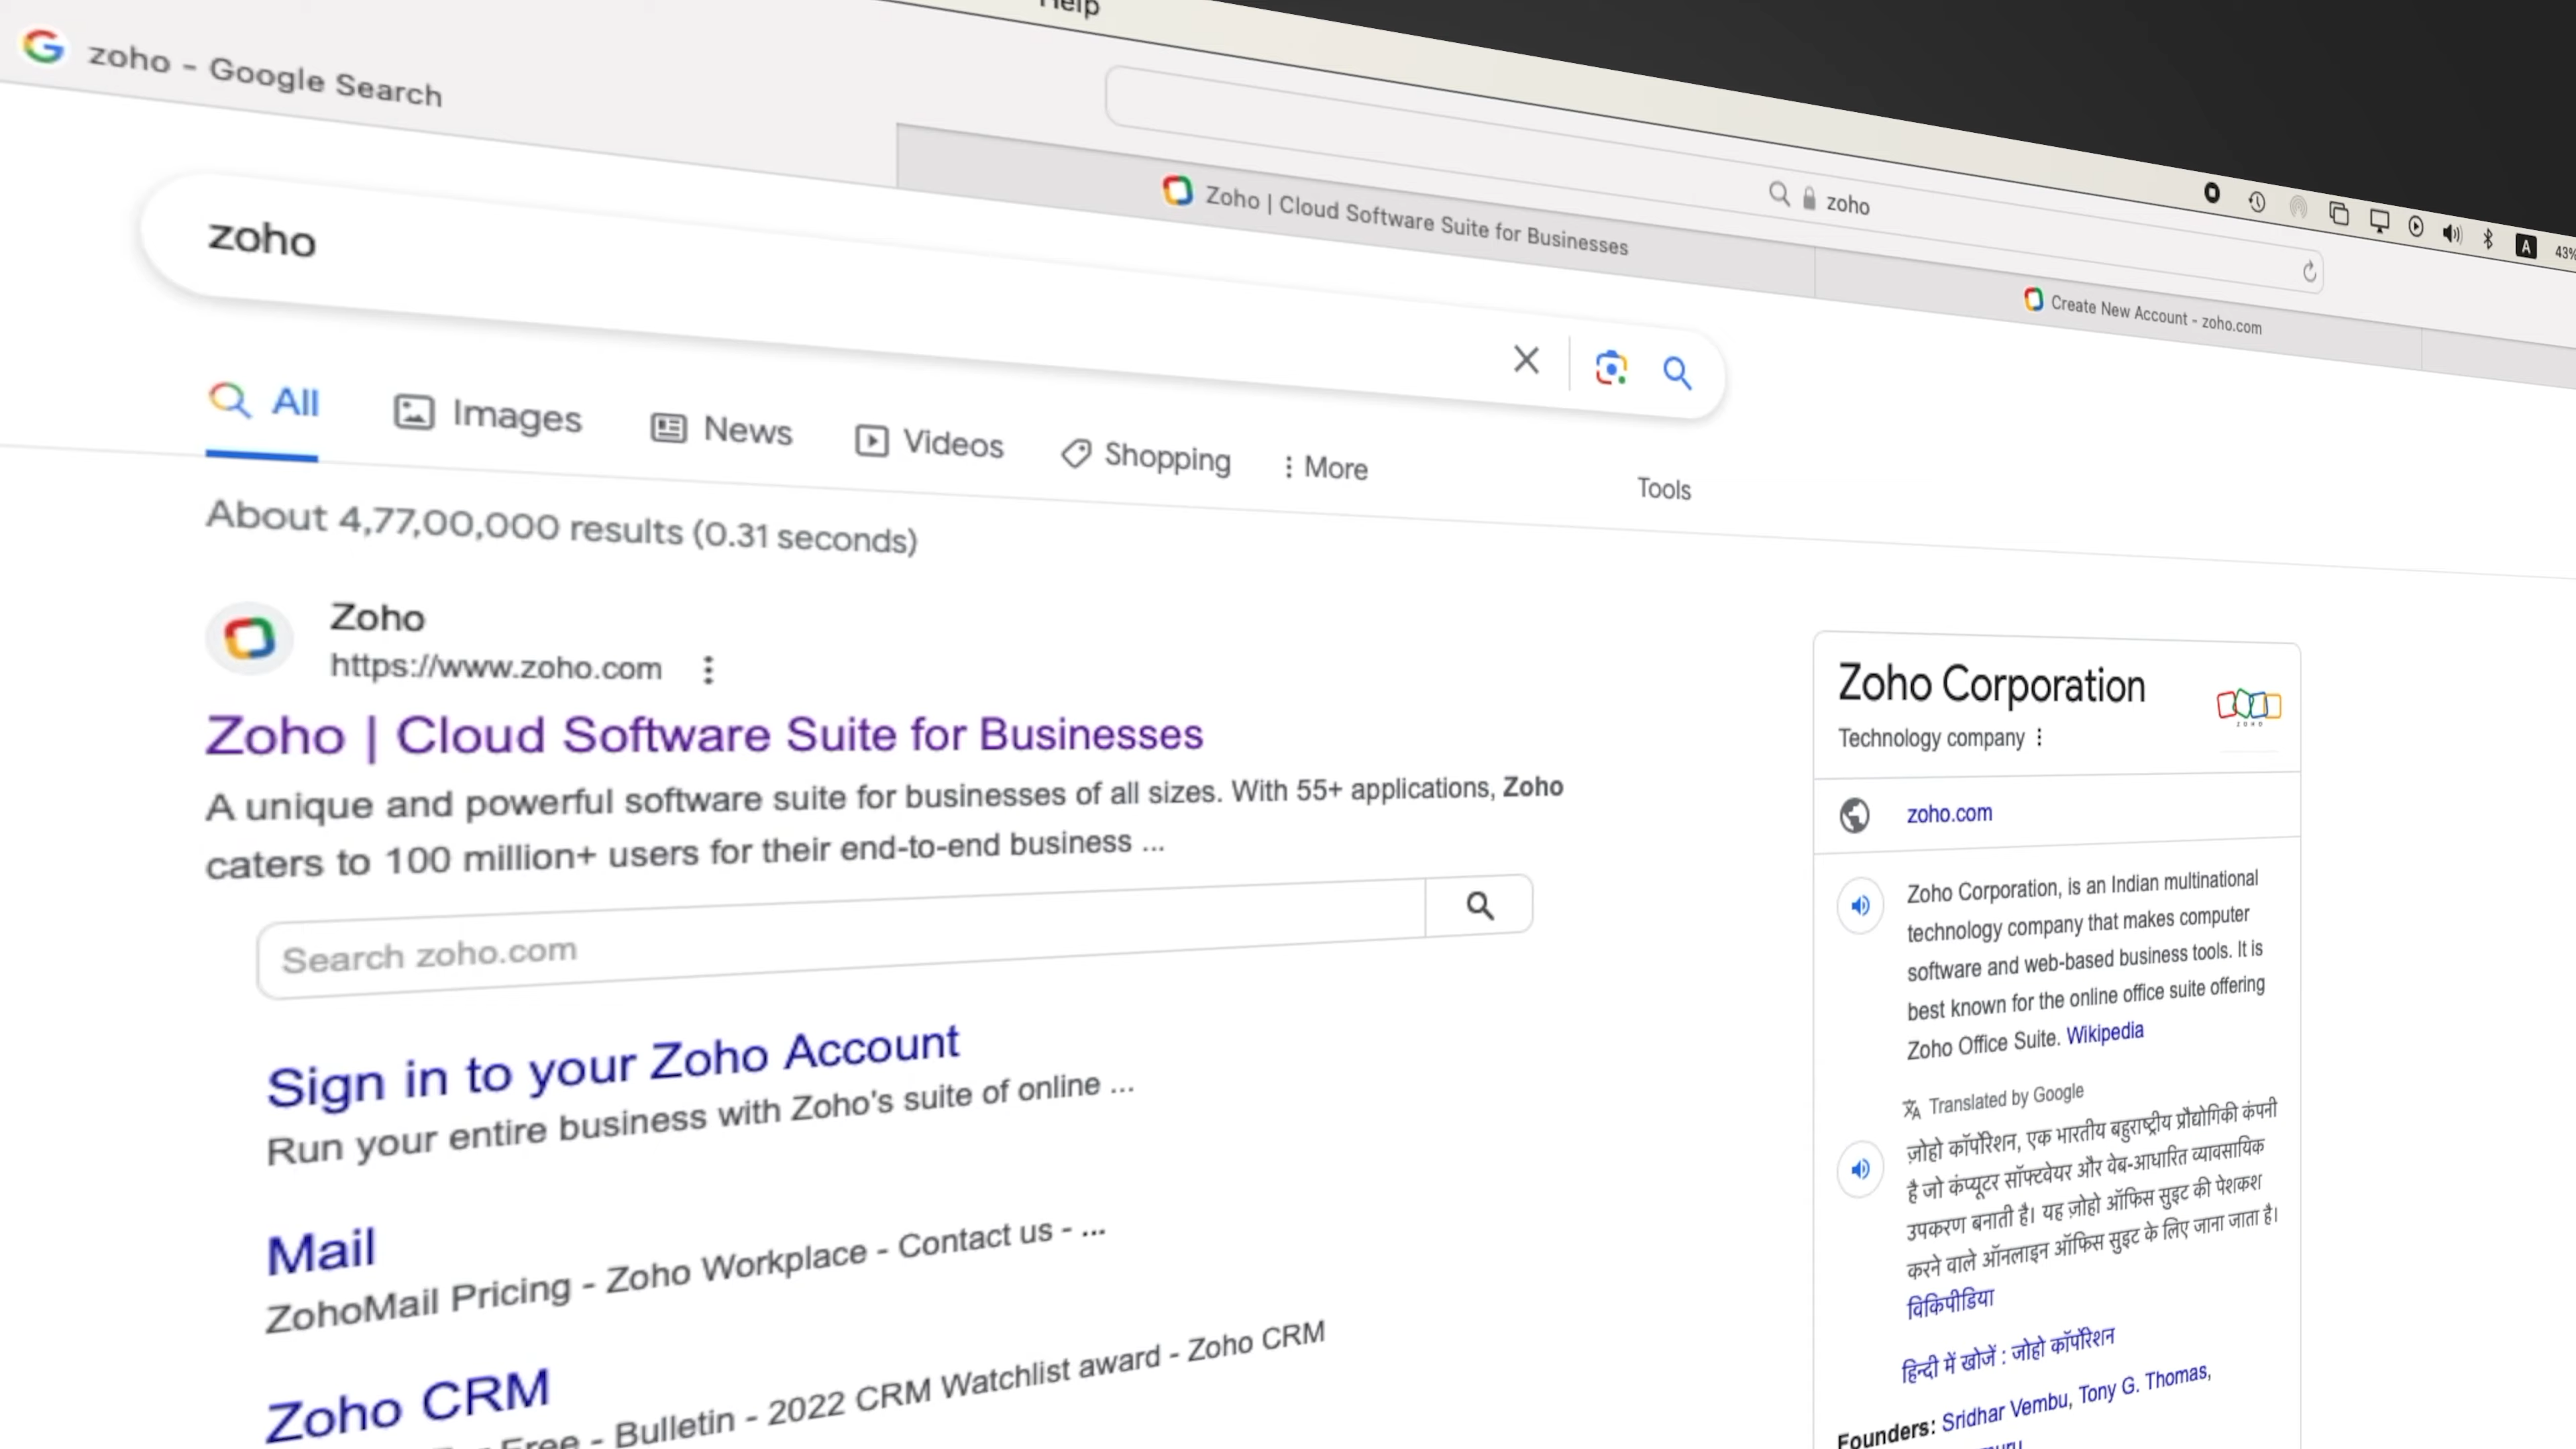 Help
zoho - Google Search
zoho
Zoho | Cloud Software Suite for Businesses
Create New Account - zoho.com
A
43%
zoho
All
Images
News
Videos
Shopping
More
Tools
About 4,77,00,000 results (0.31 seconds)
Zoho
https://www.zoho.com
Zoho | Cloud Software Suite for Businesses
A unique and powerful software suite for businesses of all sizes. With 55+ applications, Zoho
caters to 100 million+ users for their end-to-end business ...
Search zoho.com
Sign in to your Zoho Account
Run your entire business with Zoho's suite of online ...
Mail
ZohoMail Pricing - Zoho Workplace - Contact us - ...
Zoho CRM
Free - Bulletin - 2022 CRM Watchlist award - Zoho CRM
Zoho Corporation
ZOHO
Technology company
zoho.com
Zoho Corporation, is an Indian multinational
technology company that makes computer
software and web-based business tools. It is
best known for the online office suite offering
Zoho Office Suite. Wikipedia
Translated by Google
ज़ोहो कॉर्पोरेशन, एक भारतीय बहुराष्ट्रीय प्रौद्योगिकी कंपनी
है जो कंप्यूटर सॉफ्टवेयर और वेब-आधारित व्यावसायिक
उपकरण बनाती है। यह ज़ोहो ऑफिस सुइट की पेशकश
करने वाले ऑनलाइन ऑफिस सुइट के लिए जाना जाता है।
विकिपीडिया
हिन्दी में खोजें : जोहो कॉर्पोरेशन
Founders: Sridhar Vembu, Tony G. Thomas,